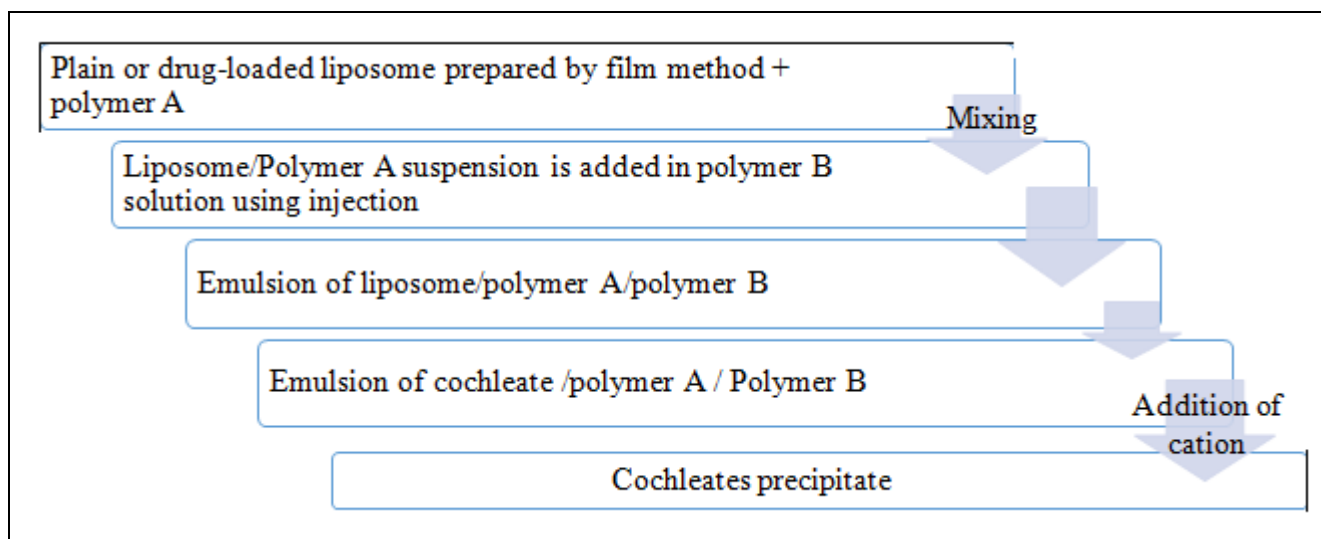 Plain or drug-loaded liposome prepared by film method +
polymer A
Mixing
Liposome/Polymer A suspension is added in polymer B
solution using injection
Emulsion of liposome/polymer A/polymer B
Emulsion of cochleate /polymer A / Polymer B
Addition of
cation
Cochleates precipitate